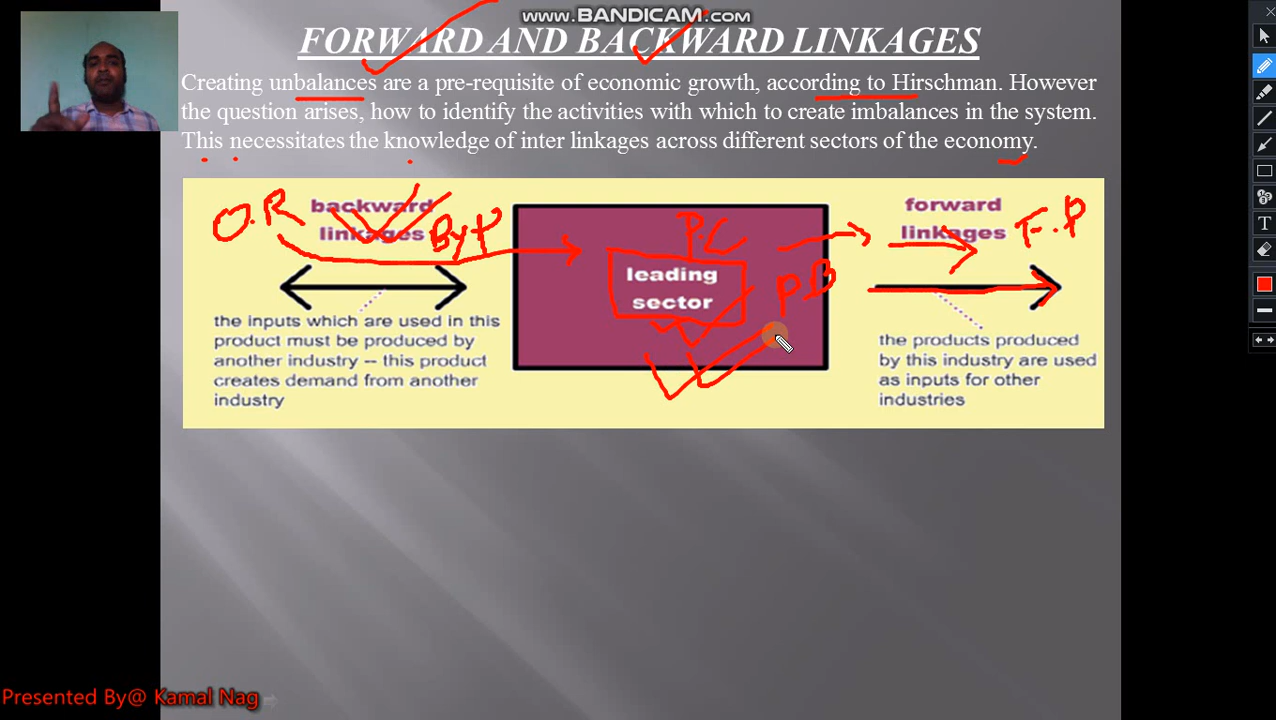 www.BANDICAM.com
FORWARD AND BACKWARD LINKAGES
Creating unbalances are a pre-requisite of economic growth, according to Hirschman. However
the question arises, how to identify the activities with which to create imbalances in the system.
This necessitates the knowledge of inter linkages across different sectors of the economy.
O.R
backward
linkages
By P
the inputs which are used in this
product must be produced by
another industry -- this product
creates demand from another
industry
P.C
leading
sector
P B
forward
linkages
F.P
the products produced
by this industry are used
as inputs for other
industries
T
Presented By@ Kamal Nag